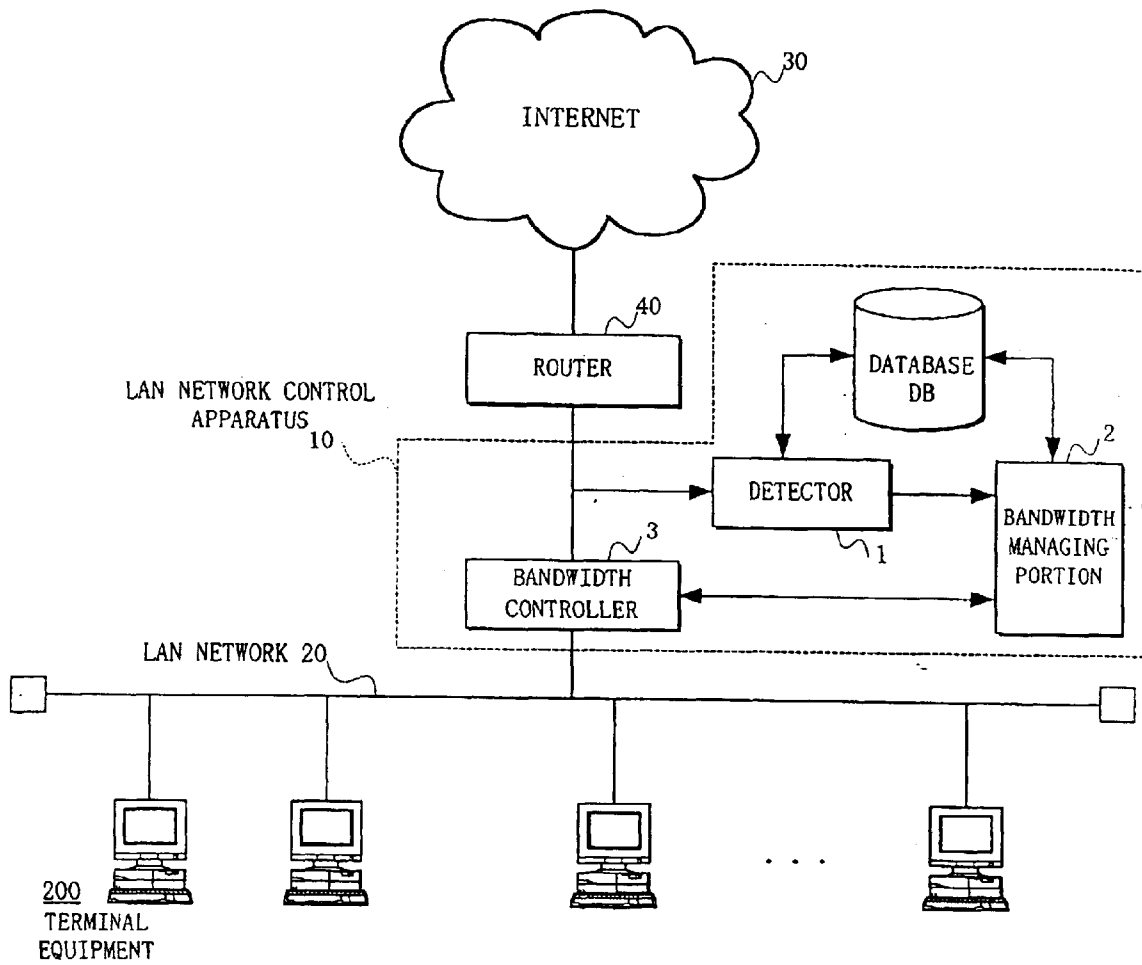 30
INTERNET
40
ROUTER
DATABASE
DB
LAN NETWORK CONTROL
APPARATUS
10
2
DETECTOR
1
BANDWIDTH
MANAGING
PORTION
3
BANDWIDTH
CONTROLLER
LAN NETWORK 20
. . .
200
TERMINAL
EQUIPMENT